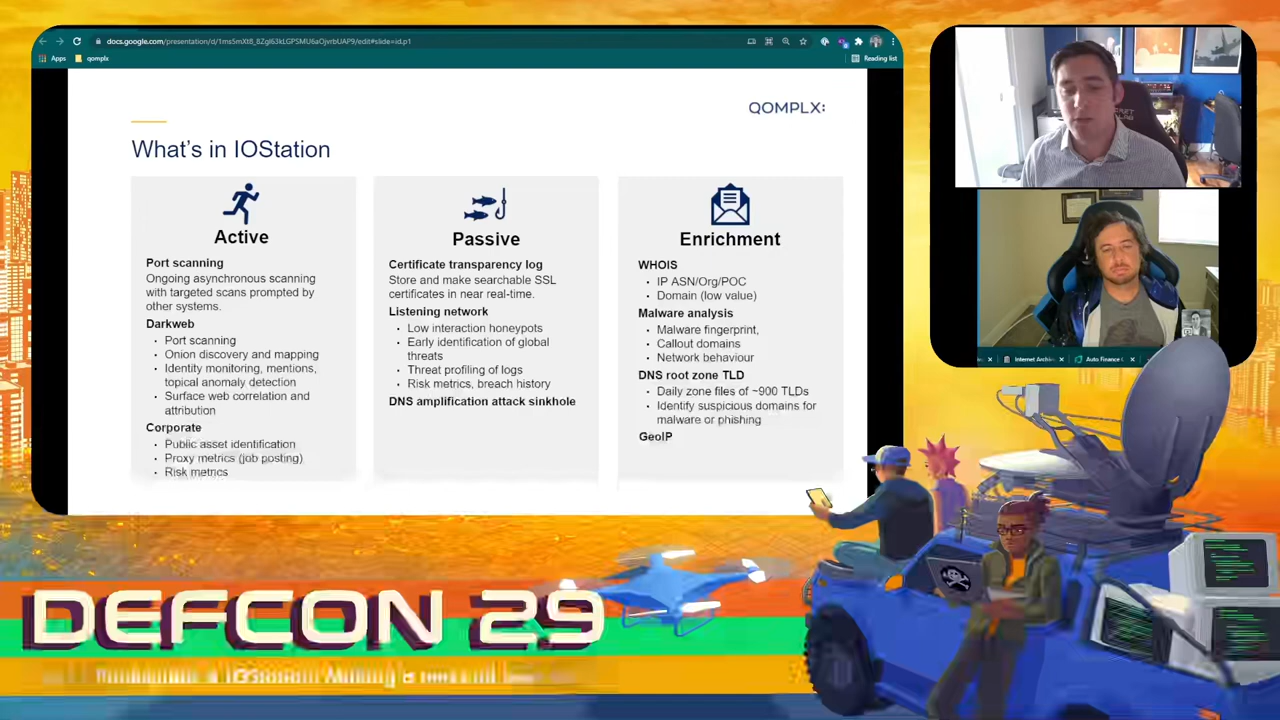 docs.google.com/presentation/d/1ms5mXt8_8Zgi63kLGPSMU6aOjvrbUAP9/edit#slide=id.p1
Apps
qomplx
Reading list
QOMPLX:
What's in IOStation
Active
Port scanning
Ongoing asynchronous scanning
with targeted scans prompted by
other systems.
Darkweb
• Port scanning
• Onion discovery and mapping
• Identity monitoring, mentions,
topical anomaly detection
• Surface web correlation and
attribution
Corporate
• Public asset identification
• Proxy metrics (job posting)
• Risk metrics
Passive
Certificate transparency log
Store and make searchable SSL
certificates in near real-time.
Listening network
• Low interaction honeypots
• Early identification of global
threats
• Threat profiling of logs
• Risk metrics, breach history
DNS amplification attack sinkhole
Enrichment
WHOIS
• IP ASN/Org/POC
• Domain (low value)
Malware analysis
• Malware fingerprint,
• Callout domains
• Network behaviour
DNS root zone TLD
• Daily zone files of ~900 TLDs
• Identify suspicious domains for
malware or phishing
GeoIP
Auto Finance
DEFCON 29